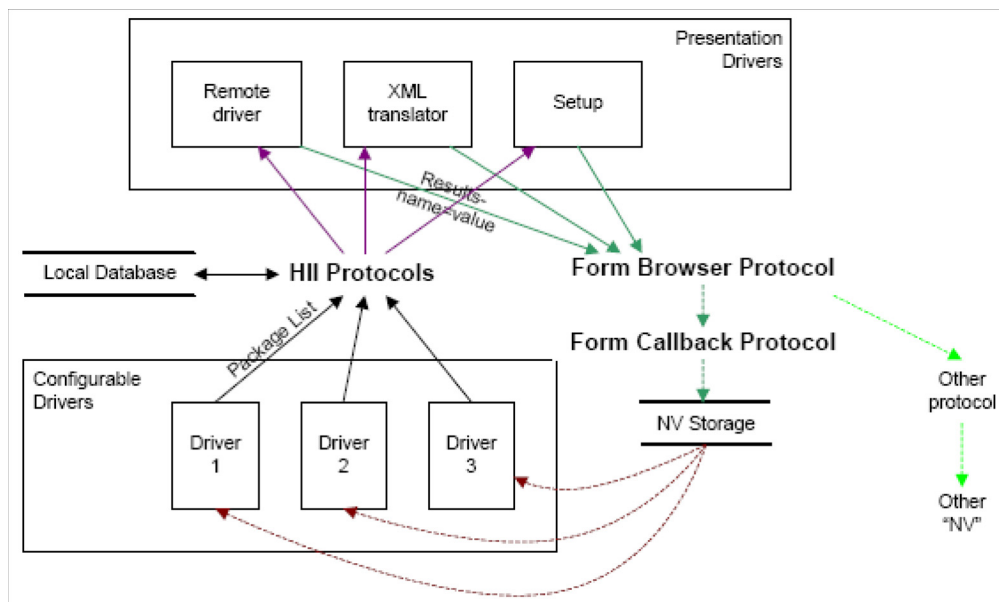 Presentation
Drivers
Remote
driver
XML
translator
Setup
Results-
name=value
Local Database
HII Protocols
Form Browser Protocol
Package List
Form Callback Protocol
Configurable
Drivers
Other
protocol
Driver
1
Driver
2
Driver
3
NV Storage
Other
“NV”